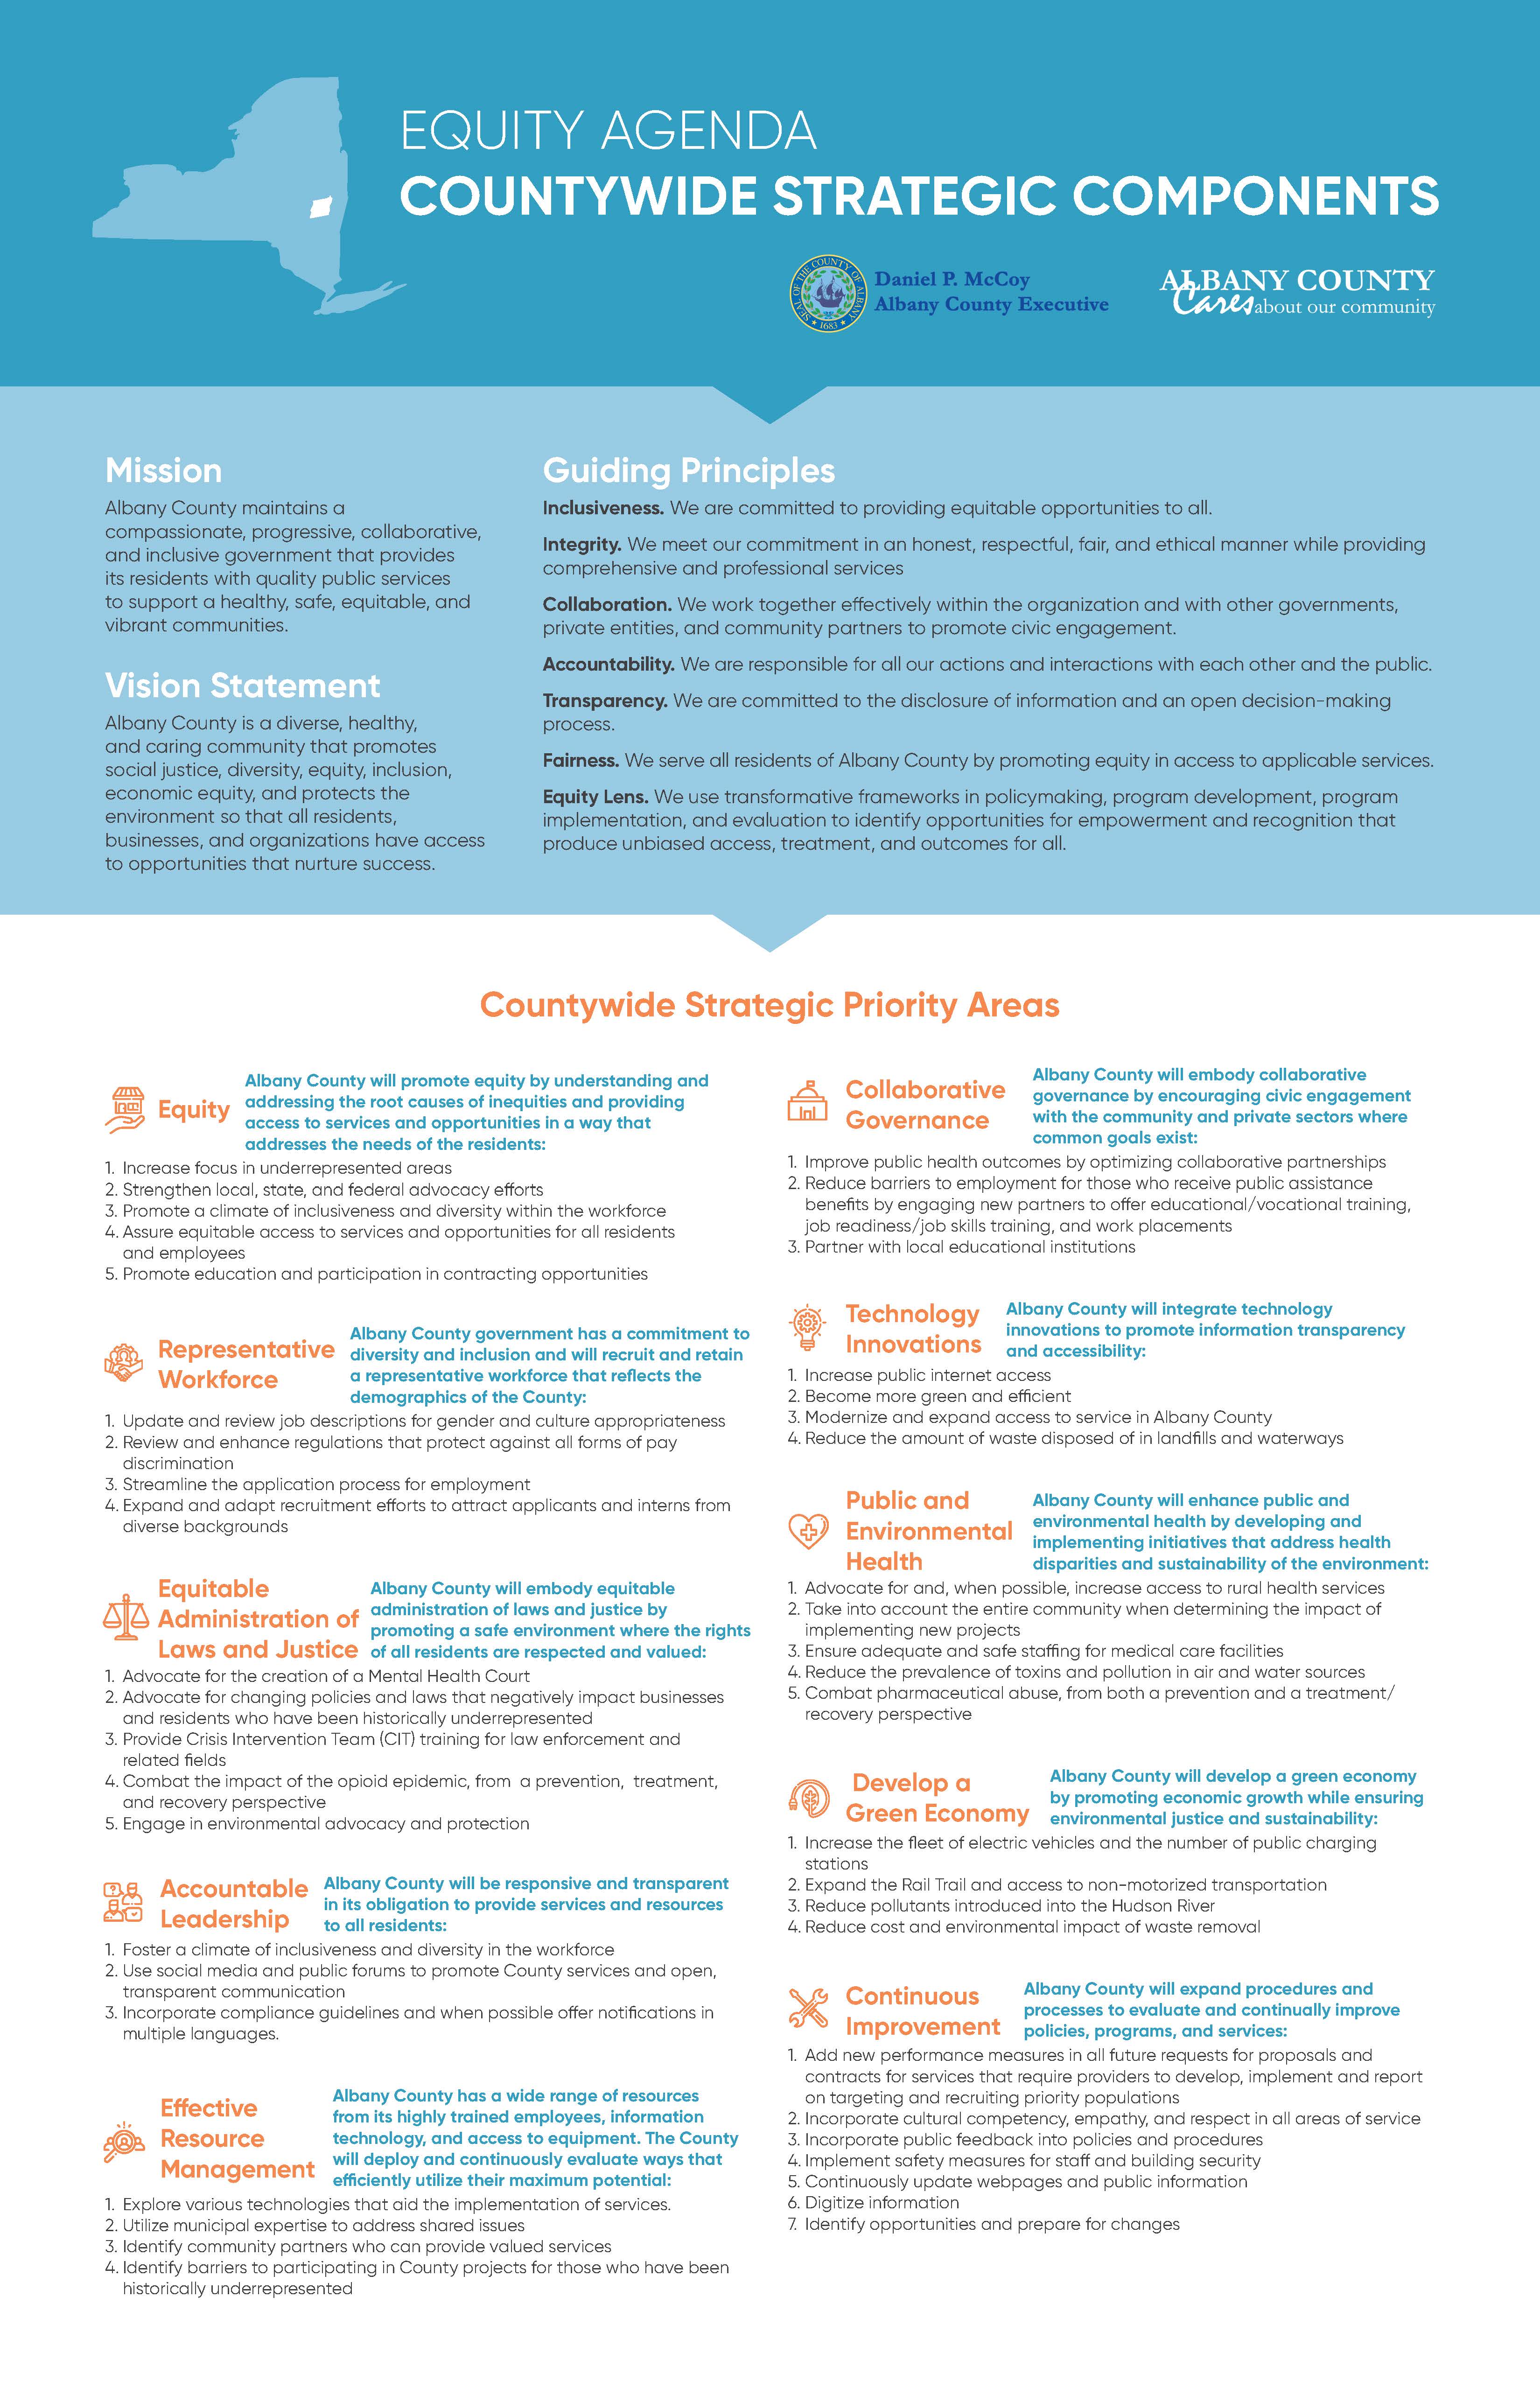 EQUITY AGENDA
COUNTYWIDE STRATEGIC COMPONENTS
SEAL OF THE COUNTY OF ALBANY
1683
Daniel P. McCoy
Albany County Executive
ALBANY COUNTY
Cares about our community
Mission
Albany County maintains a
compassionate, progressive, collaborative,
and inclusive government that provides
its residents with quality public services
to support a healthy, safe, equitable, and
vibrant communities.
Vision Statement
Albany County is a diverse, healthy,
and caring community that promotes
social justice, diversity, equity, inclusion,
economic equity, and protects the
environment so that all residents,
businesses, and organizations have access
to opportunities that nurture success.
Guiding Principles
Inclusiveness. We are committed to providing equitable opportunities to all.
Integrity. We meet our commitment in an honest, respectful, fair, and ethical manner while providing
comprehensive and professional services
Collaboration. We work together effectively within the organization and with other governments,
private entities, and community partners to promote civic engagement.
Accountability. We are responsible for all our actions and interactions with each other and the public.
Transparency. We are committed to the disclosure of information and an open decision-making
process.
Fairness. We serve all residents of Albany County by promoting equity in access to applicable services.
Equity Lens. We use transformative frameworks in policymaking, program development, program
implementation, and evaluation to identify opportunities for empowerment and recognition that
produce unbiased access, treatment, and outcomes for all.
Countywide Strategic Priority Areas
Equity
Albany County will promote equity by understanding and
addressing the root causes of inequities and providing
access to services and opportunities in a way that
addresses the needs of the residents:
1. Increase focus in underrepresented areas
2. Strengthen local, state, and federal advocacy efforts
3. Promote a climate of inclusiveness and diversity within the workforce
4. Assure equitable access to services and opportunities for all residents
and employees
5. Promote education and participation in contracting opportunities
Representative
Workforce
Albany County government has a commitment to
diversity and inclusion and will recruit and retain
a representative workforce that reflects the
demographics of the County:
1. Update and review job descriptions for gender and culture appropriateness
2. Review and enhance regulations that protect against all forms of pay
discrimination
3. Streamline the application process for employment
4. Expand and adapt recruitment efforts to attract applicants and interns from
diverse backgrounds
Equitable
Administration of
Laws and Justice
Albany County will embody equitable
administration of laws and justice by
promoting a safe environment where the rights
of all residents are respected and valued:
1. Advocate for the creation of a Mental Health Court
2. Advocate for changing policies and laws that negatively impact businesses
and residents who have been historically underrepresented
3. Provide Crisis Intervention Team (CIT) training for law enforcement and
related fields
4. Combat the impact of the opioid epidemic, from a prevention, treatment,
and recovery perspective
5. Engage in environmental advocacy and protection
Accountable
Leadership
Albany County will be responsive and transparent
in its obligation to provide services and resources
to all residents:
1. Foster a climate of inclusiveness and diversity in the workforce
2. Use social media and public forums to promote County services and open,
transparent communication
3. Incorporate compliance guidelines and when possible offer notifications in
multiple languages.
Effective
Resource
Management
Albany County has a wide range of resources
from its highly trained employees, information
technology, and access to equipment. The County
will deploy and continuously evaluate ways that
efficiently utilize their maximum potential:
1. Explore various technologies that aid the implementation of services.
2. Utilize municipal expertise to address shared issues
3. Identify community partners who can provide valued services
4. Identify barriers to participating in County projects for those who have been
historically underrepresented
Collaborative
Governance
Albany County will embody collaborative
governance by encouraging civic engagement
with the community and private sectors where
common goals exist:
1. Improve public health outcomes by optimizing collaborative partnerships
2. Reduce barriers to employment for those who receive public assistance
benefits by engaging new partners to offer educational/vocational training,
job readiness/job skills training, and work placements
3. Partner with local educational institutions
Technology
Innovations
Albany County will integrate technology
innovations to promote information transparency
and accessibility:
1. Increase public internet access
2. Become more green and efficient
3. Modernize and expand access to service in Albany County
4. Reduce the amount of waste disposed of in landfills and waterways
Public and
Environmental
Health
Albany County will enhance public and
environmental health by developing and
implementing initiatives that address health
disparities and sustainability of the environment:
1. Advocate for and, when possible, increase access to rural health services
2. Take into account the entire community when determining the impact of
implementing new projects
3. Ensure adequate and safe staffing for medical care facilities
4. Reduce the prevalence of toxins and pollution in air and water sources
5. Combat pharmaceutical abuse, from both a prevention and a treatment/
recovery perspective
Develop a
Green Economy
Albany County will develop a green economy
by promoting economic growth while ensuring
environmental justice and sustainability:
1. Increase the fleet of electric vehicles and the number of public charging
stations
2. Expand the Rail Trail and access to non-motorized transportation
3. Reduce pollutants introduced into the Hudson River
4. Reduce cost and environmental impact of waste removal
Continuous
Improvement
Albany County will expand procedures and
processes to evaluate and continually improve
policies, programs, and services:
1. Add new performance measures in all future requests for proposals and
contracts for services that require providers to develop, implement and report
on targeting and recruiting priority populations
2. Incorporate cultural competency, empathy, and respect in all areas of service
3. Incorporate public feedback into policies and procedures
4. Implement safety measures for staff and building security
5. Continuously update webpages and public information
6. Digitize information
7. Identify opportunities and prepare for changes